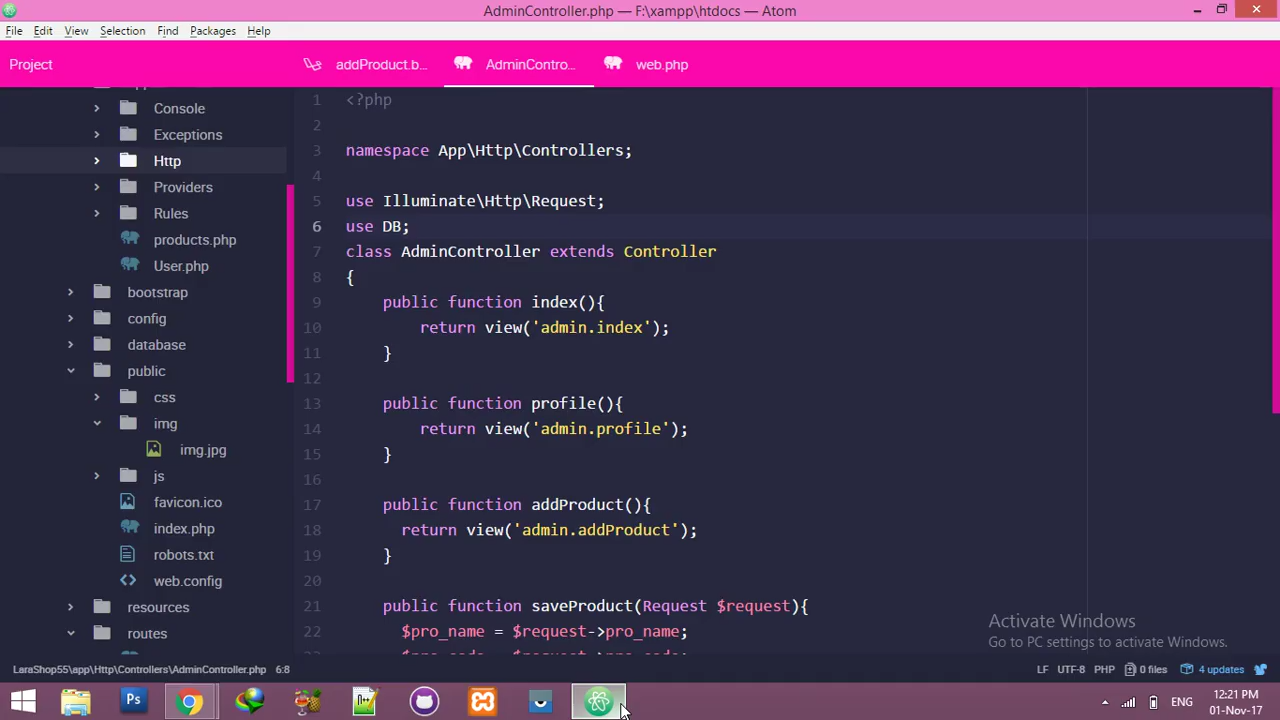 AdminController.php — F:\xampp\htdocs — Atom
File Edit View Selection Find Packages Help
Project
addProduct.b...
AdminContro...
web.php
Console
Exceptions
Http
Providers
Rules
products.php
User.php
bootstrap
config
database
public
css
img
img.jpg
js
favicon.ico
index.php
robots.txt
web.config
resources
routes
1 <?php
2
3 namespace App\Http\Controllers;
4
5 use Illuminate\Http\Request;
6 use DB;
7 class AdminController extends Controller
8 {
9 public function index(){
10 return view('admin.index');
11 }
12
13 public function profile(){
14 return view('admin.profile');
15 }
16
17 public function addProduct(){
18 return view('admin.addProduct');
19 }
20
21 public function saveProduct(Request $request){
22 $pro_name = $request->pro_name;
Activate Windows
Go to PC settings to activate Windows.
LaraShop55\app\Http\Controllers\AdminController.php 6:8
LF UTF-8 PHP 0 files 4 updates
Ps
N++
ENG
12:21 PM
01-Nov-17